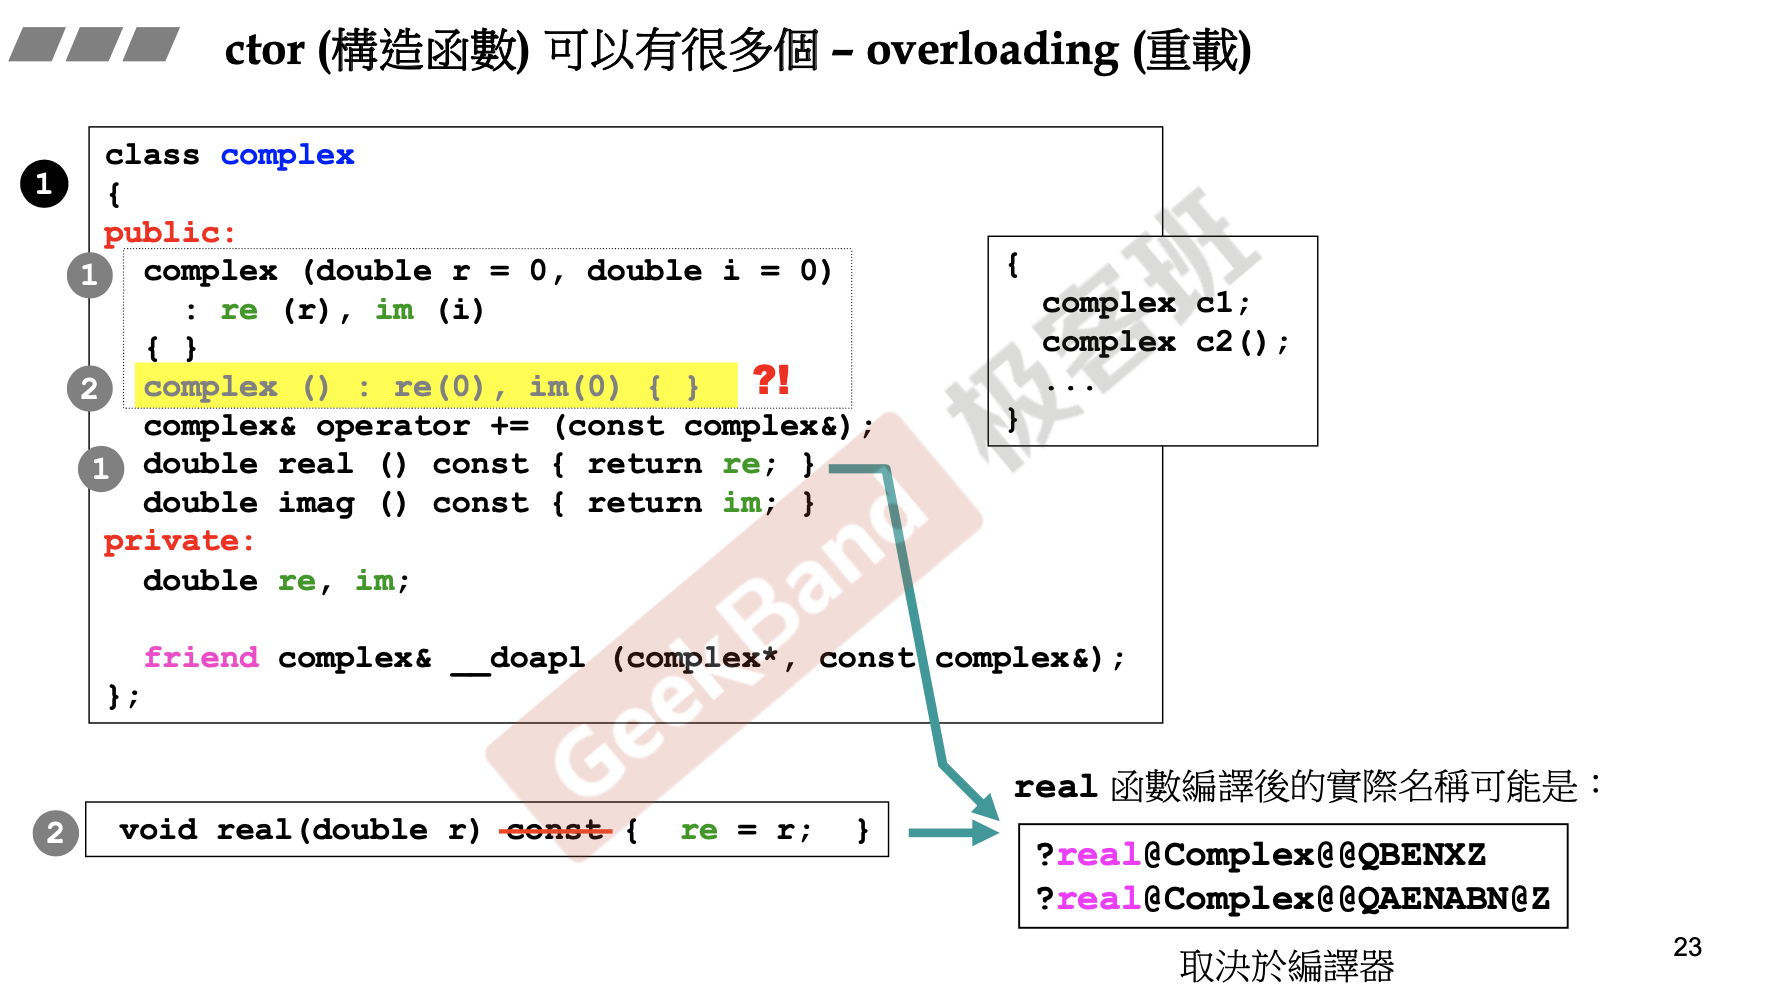 ctor (構造函數) 可以有很多個 – overloading (重載)
1
class complex
{
public:
1
complex (double r = 0, double i = 0)
: re (r), im (i)
{ }
2
complex () : re(0), im(0) { }
?!
complex& operator += (const complex&);
1
double real () const { return re; }
double imag () const { return im; }
private:
double re, im;
friend complex& __doapl (complex*, const complex&);
};
{
complex c1;
complex c2();
...
}
2
void real(double r) const { re = r; }
real 函數編譯後的實際名稱可能是：
?real@Complex@@QBENXZ
?real@Complex@@QAENABN@Z
取決於編譯器
23
GeekBand 极客班